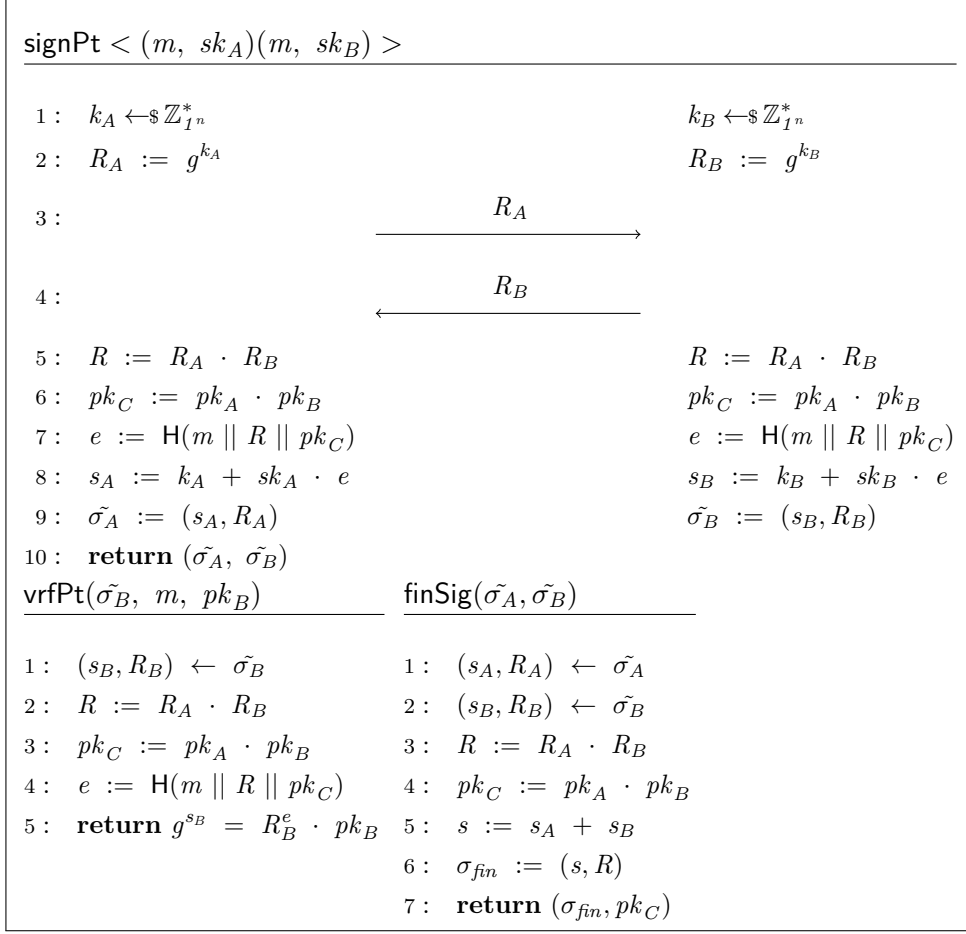 signPt < (m, sk_A)(m, sk_B) >
1 : k_A ←$ ℤ*_{1^n} k_B ←$ ℤ*_{1^n}
2 : R_A := g^{k_A} R_B := g^{k_B}
3 : R_A
4 : R_B
5 : R := R_A · R_B R := R_A · R_B
6 : pk_C := pk_A · pk_B pk_C := pk_A · pk_B
7 : e := H(m || R || pk_C) e := H(m || R || pk_C)
8 : s_A := k_A + sk_A · e s_B := k_B + sk_B · e
9 : σ̃_A := (s_A, R_A) σ̃_B := (s_B, R_B)
10 : return (σ̃_A, σ̃_B)
vrfPt(σ̃_B, m, pk_B)
1 : (s_B, R_B) ← σ̃_B
2 : R := R_A · R_B
3 : pk_C := pk_A · pk_B
4 : e := H(m || R || pk_C)
5 : return g^{s_B} = R_B^e · pk_B
finSig(σ̃_A, σ̃_B)
1 : (s_A, R_A) ← σ̃_A
2 : (s_B, R_B) ← σ̃_B
3 : R := R_A · R_B
4 : pk_C := pk_A · pk_B
5 : s := s_A + s_B
6 : σ_fin := (s, R)
7 : return (σ_fin, pk_C)